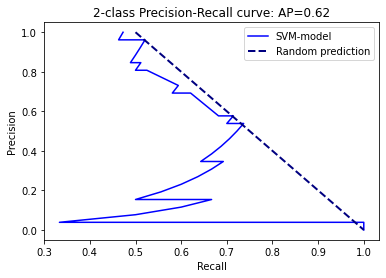 2-class Precision-Recall curve: AP=0.62
SVM-model
Random prediction
1.0
0.8
0.6
0.4
0.2
0.0
Precision
0.3 0.4 0.5 0.6 0.7 0.8 0.9 1.0
Recall